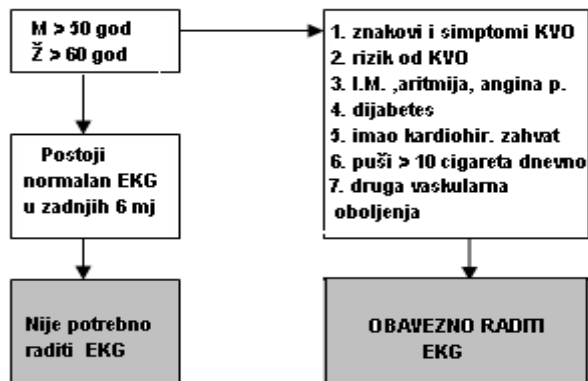 M > 50 god
Ž > 60 god
Postoji
normalan EKG
u zadnjih 6 mj
Nije potrebno
raditi EKG
1. znakovi i simptomi KVO
2. rizik od KVO
3. I.M. ,aritmija, angina p.
4. dijabetes
5. imao kardiohir. zahvat
6. puši > 10 cigareta dnevno
7. druga vaskularna
oboljenja
OBAVEZNO RADITI
EKG